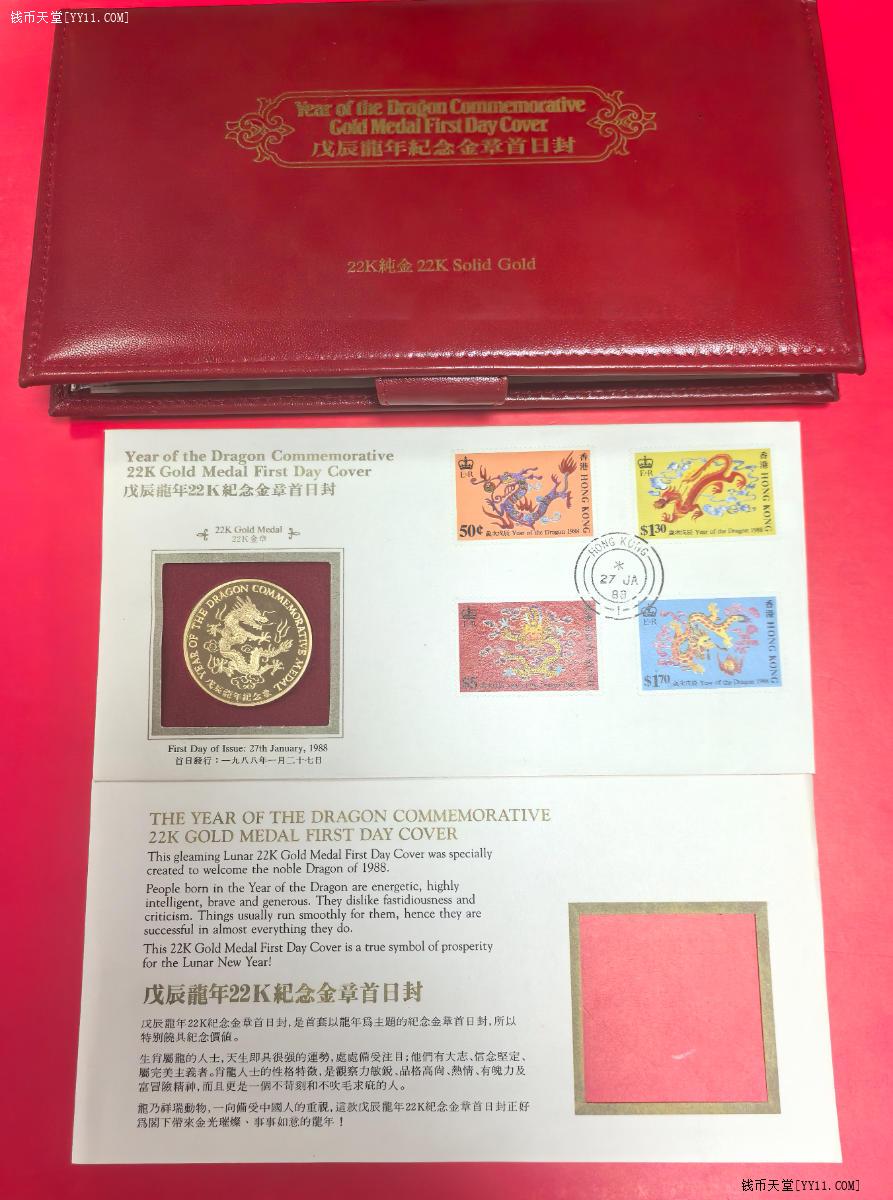 钱币天堂[YY11.COM]
Year of the Dragon Commemorative
Gold Medal First Day Cover
戊辰龍年紀念金章首日封
22K純金 22K Solid Gold
Year of the Dragon Commemorative
22K Gold Medal First Day Cover
戊辰龍年22K紀念金章首日封
22K Gold Medal
22K金章
YEAR OF THE DRAGON COMMEMORATIVE MEDAL
戊辰龍年紀念章
First Day of Issue: 27th January, 1988
首日發行：一九八八年一月二十七日
E R
香港 HONG KONG
50¢
歲次戊辰 Year of the Dragon 1988
E R
香港 HONG KONG
$1.30
歲次戊辰 Year of the Dragon 1988
HONG KONG
27 JA
88
1
E R
$5
E R
香港 HONG KONG
$1.70
歲次戊辰 Year of the Dragon 1988
THE YEAR OF THE DRAGON COMMEMORATIVE
22K GOLD MEDAL FIRST DAY COVER
This gleaming Lunar 22K Gold Medal First Day Cover was specially
created to welcome the noble Dragon of 1988.
People born in the Year of the Dragon are energetic, highly
intelligent, brave and generous. They dislike fastidiousness and
criticism. Things usually run smoothly for them, hence they are
successful in almost everything they do.
This 22K Gold Medal First Day Cover is a true symbol of prosperity
for the Lunar New Year!
戊辰龍年22K紀念金章首日封
戊辰龍年22K紀念金章首日封，是首套以龍年爲主題的紀念金章首日封，所以
特別饒具紀念價値。
生肖屬龍的人士，天生即具很强的運勢，處處備受注目；他們有大志、信念堅定、
屬完美主義者。肖龍人士的性格特徵，是觀察力敏銳、品格高尙、熱情、有魄力及
富冒險精神，而且更是一個不苛刻和不吹毛求疵的人。
龍乃祥瑞動物，一向備受中國人的重視，這款戊辰龍年22K紀念金章首日封正好
爲閣下帶來金光璀燦、事事如意的龍年！
钱币天堂[YY11.COM]